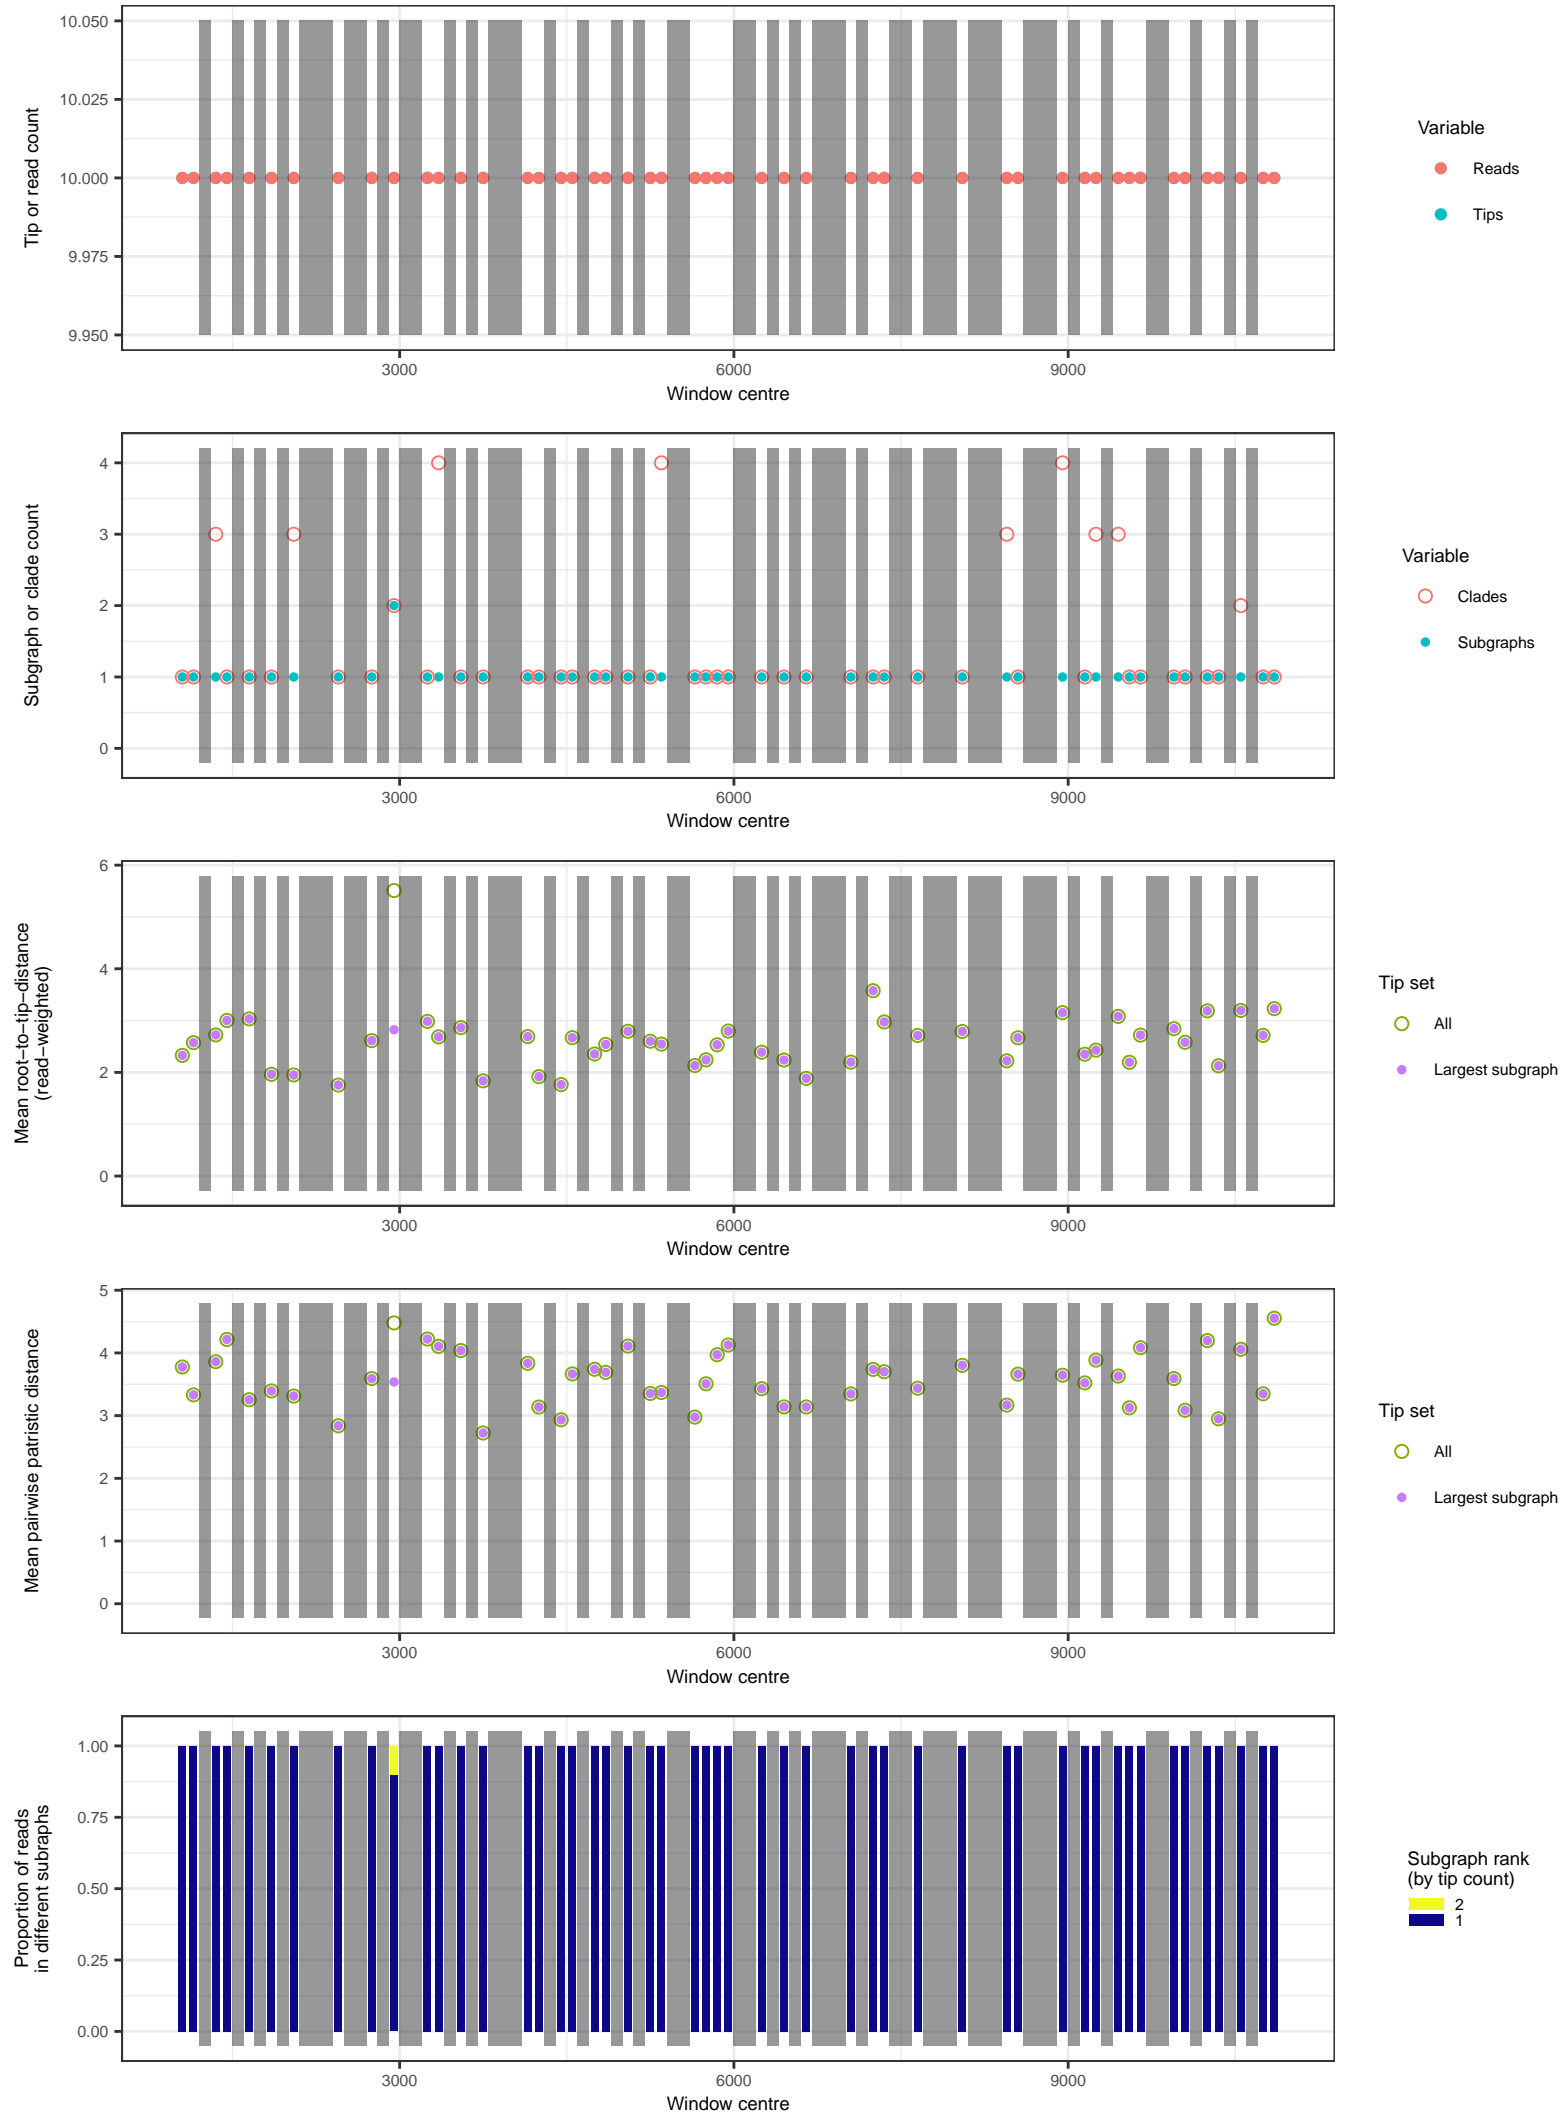 10.050
10.025
10.000
9.975
9.950
Tip or read count
3000 6000 9000
Window centre
Variable
Reads
Tips
4
3
2
1
0
Subgraph or clade count
3000 6000 9000
Window centre
Variable
Clades
Subgraphs
6
4
2
0
Mean root−to−tip−distance
(read−weighted)
3000 6000 9000
Window centre
Tip set
All
Largest subgraph
5
4
3
2
1
0
Mean pairwise patristic distance
3000 6000 9000
Window centre
Tip set
All
Largest subgraph
1.00
0.75
0.50
0.25
0.00
Proportion of reads
in different subraphs
3000 6000 9000
Window centre
Subgraph rank
(by tip count)
2
1